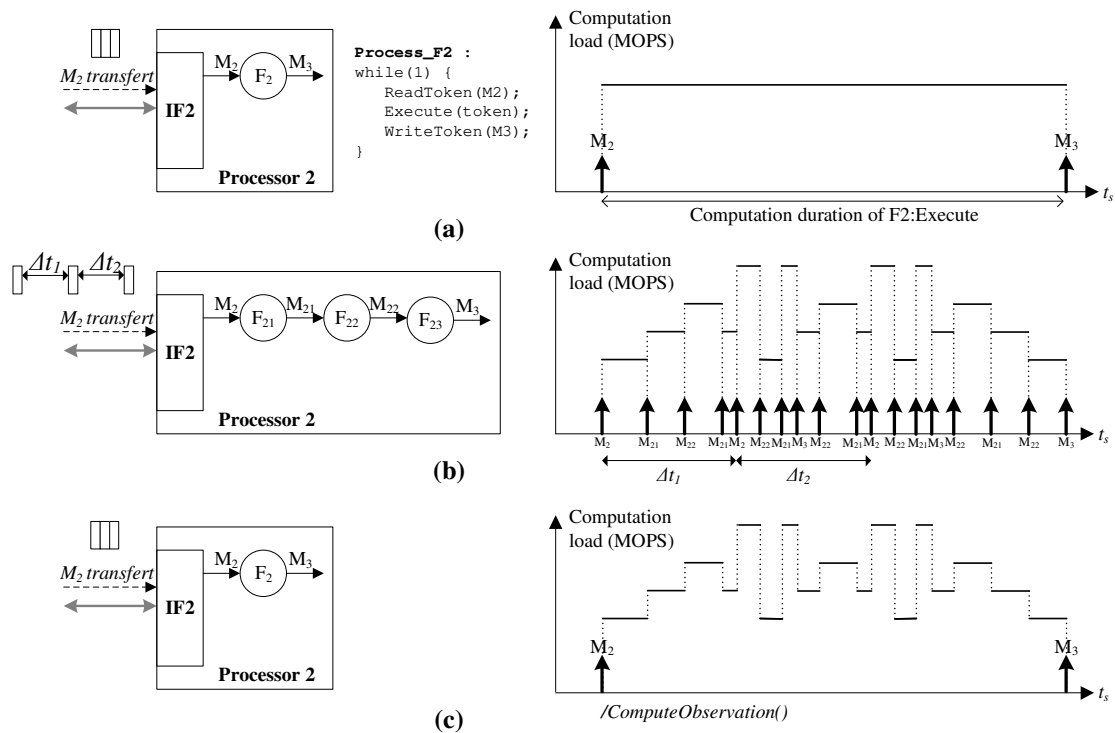 M2 transfert
IF2
M2
F2
M3
Processor 2
Process_F2 :
while(1) {
ReadToken(M2);
Execute(token);
WriteToken(M3);
}
Computation
load (MOPS)
M2
M3
ts
Computation duration of F2:Execute
(a)
Δt1
Δt2
M2 transfert
IF2
M2
F21
M21
F22
M22
F23
M3
Processor 2
Computation
load (MOPS)
M2 M21 M22 M21 M2 M22 M21 M3 M22 M21 M2 M22 M21 M3 M22 M21 M22 M3
ts
Δt1
Δt2
(b)
M2 transfert
IF2
M2
F2
M3
Processor 2
Computation
load (MOPS)
M2
M3
ts
/ComputeObservation()
(c)